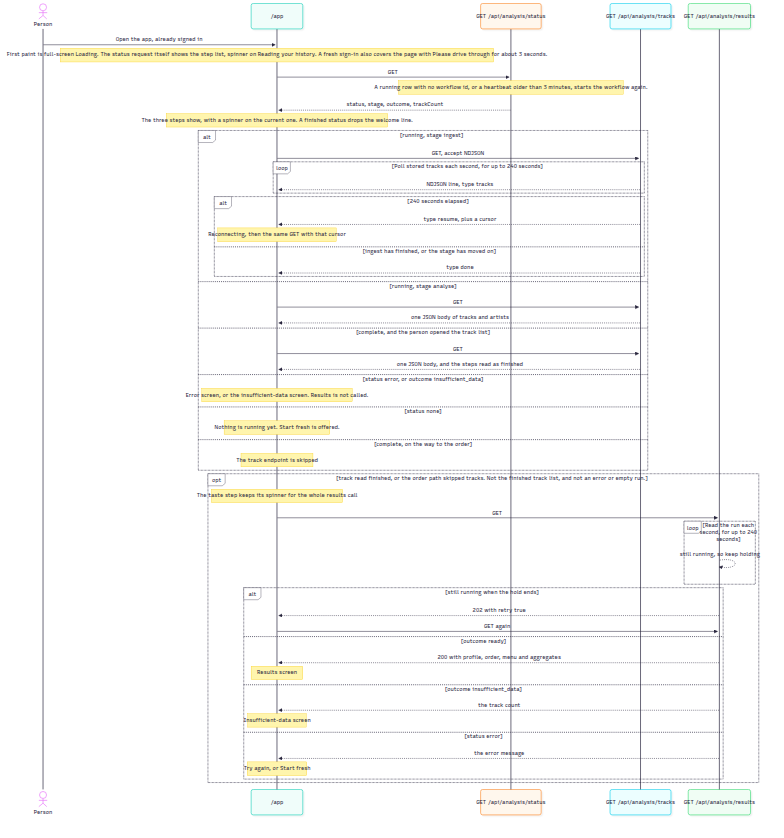 Person
/app
GET /api/analysis/status
GET /api/analysis/tracks
GET /api/analysis/results
Open the app, already signed in
First paint is full-screen Loading. The status request itself shows the step list, spinner on Reading your history. A fresh sign-in also covers the page with Please drive through for about 3 seconds.
GET
A running row with no workflow id, or a heartbeat older than 3 minutes, starts the workflow again.
status, stage, outcome, trackCount
The three steps show, with a spinner on the current one. A finished status drops the welcome line.
alt
[running, stage ingest]
GET, accept NDJSON
loop
[Poll stored tracks each second, for up to 240 seconds]
NDJSON line, type tracks
alt
[240 seconds elapsed]
type resume, plus a cursor
Reconnecting, then the same GET with that cursor
[ingest has finished, or the stage has moved on]
type done
[running, stage analyse]
GET
one JSON body of tracks and artists
[complete, and the person opened the track list]
GET
one JSON body, and the steps read as finished
[status error, or outcome insufficient_data]
Error screen, or the insufficient-data screen. Results is not called.
[status none]
Nothing is running yet. Start fresh is offered.
[complete, on the way to the order]
The track endpoint is skipped
opt
[track read finished, or the order path skipped tracks. Not the finished track list, and not an error or empty run.]
The taste step keeps its spinner for the whole results call
GET
loop
[Read the run each
second, for up to 240
seconds]
still running, so keep holding
alt
[still running when the hold ends]
202 with retry true
GET again
[outcome ready]
200 with profile, order, menu and aggregates
Results screen
[outcome insufficient_data]
the track count
Insufficient-data screen
[status error]
the error message
Try again, or Start fresh
Person
/app
GET /api/analysis/status
GET /api/analysis/tracks
GET /api/analysis/results